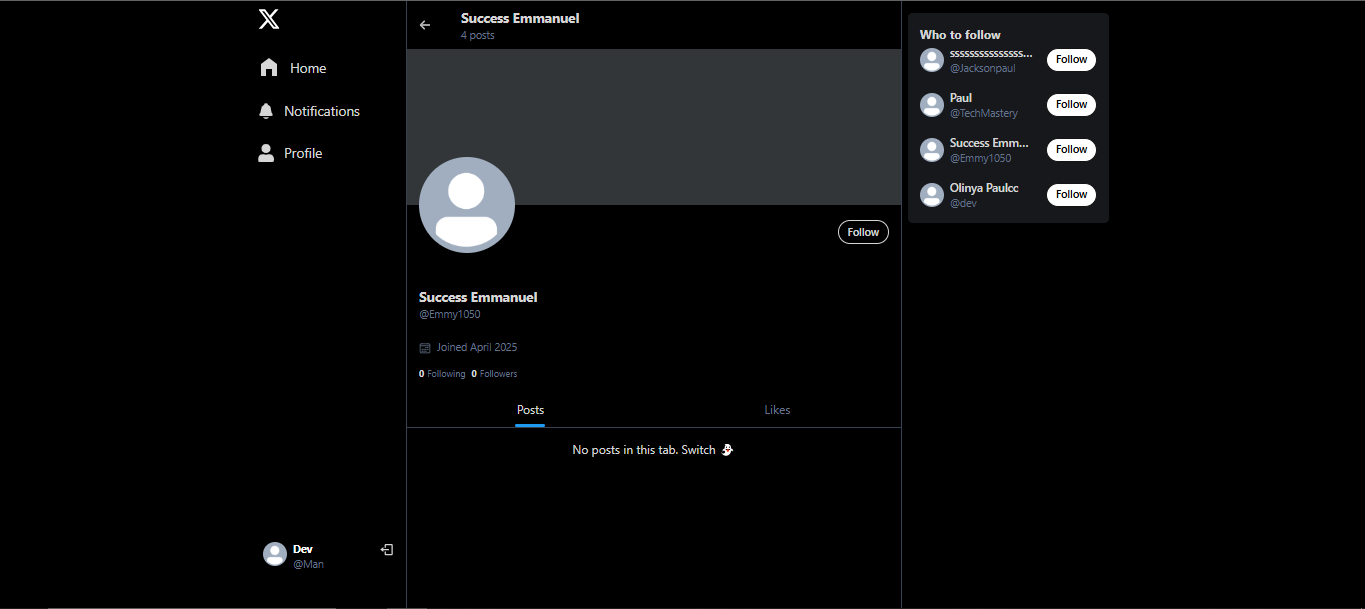 Home
Notifications
Profile
Dev
@Man
Success Emmanuel
4 posts
Follow
Success Emmanuel
@Emmy1050
Joined April 2025
0 Following 0 Followers
Posts Likes
No posts in this tab. Switch 👻
Who to follow
sssssssssssssss...
@Jacksonpaul
Follow
Paul
@TechMastery
Follow
Success Emm...
@Emmy1050
Follow
Olinya Paulcc
@dev
Follow